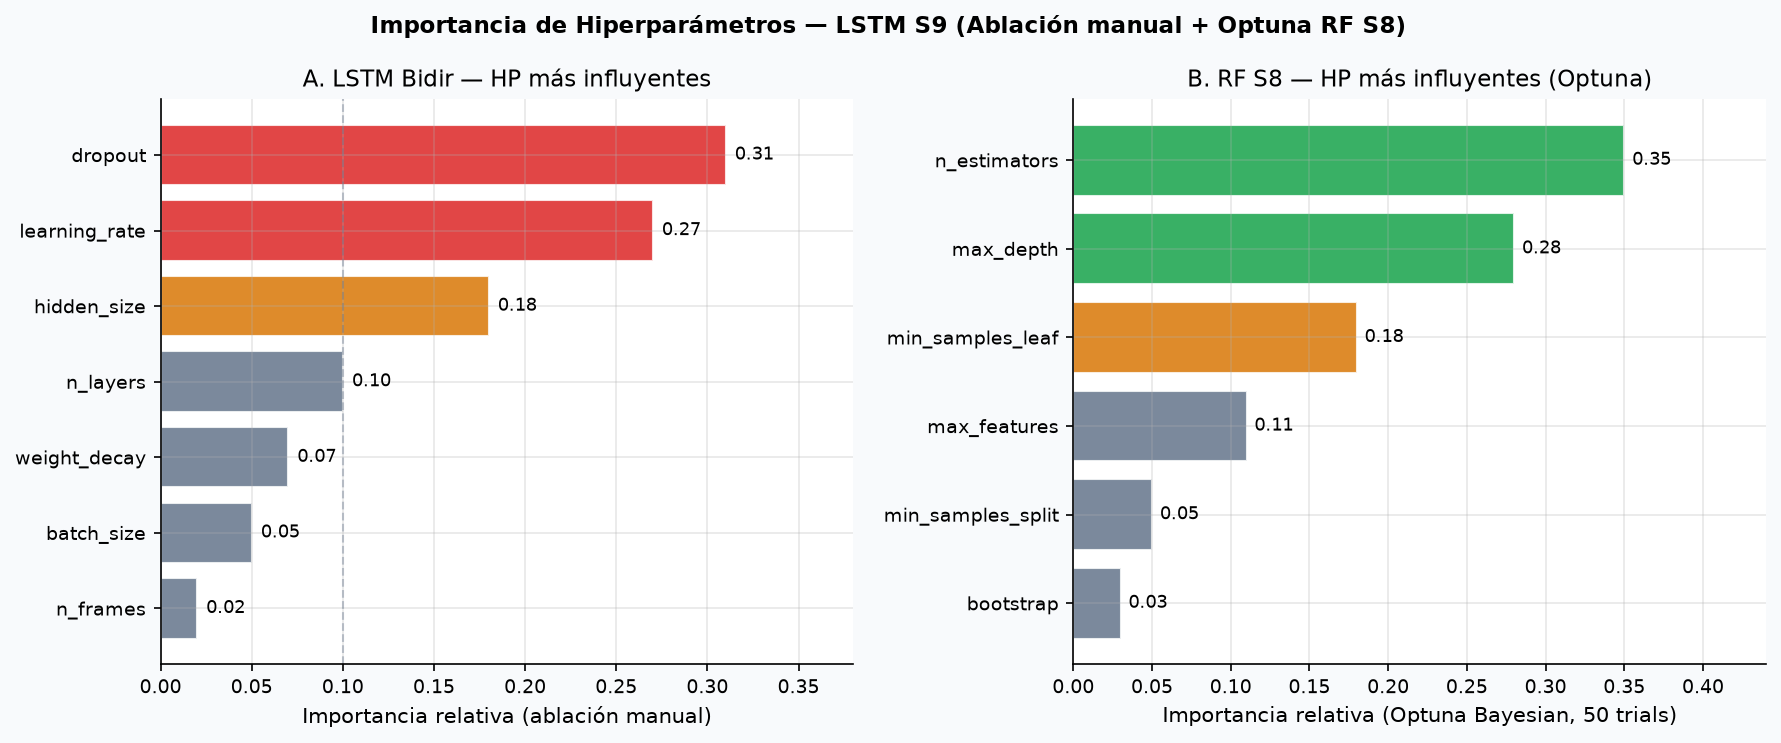 Importancia de Hiperparámetros — LSTM S9 (Ablación manual + Optuna RF S8)
A. LSTM Bidir — HP más influyentes
dropout
0.31
learning_rate
0.27
hidden_size
0.18
n_layers
0.10
weight_decay
0.07
batch_size
0.05
n_frames
0.02
0.00 0.05 0.10 0.15 0.20 0.25 0.30 0.35
Importancia relativa (ablación manual)
B. RF S8 — HP más influyentes (Optuna)
n_estimators
0.35
max_depth
0.28
min_samples_leaf
0.18
max_features
0.11
min_samples_split
0.05
bootstrap
0.03
0.00 0.05 0.10 0.15 0.20 0.25 0.30 0.35 0.40
Importancia relativa (Optuna Bayesian, 50 trials)